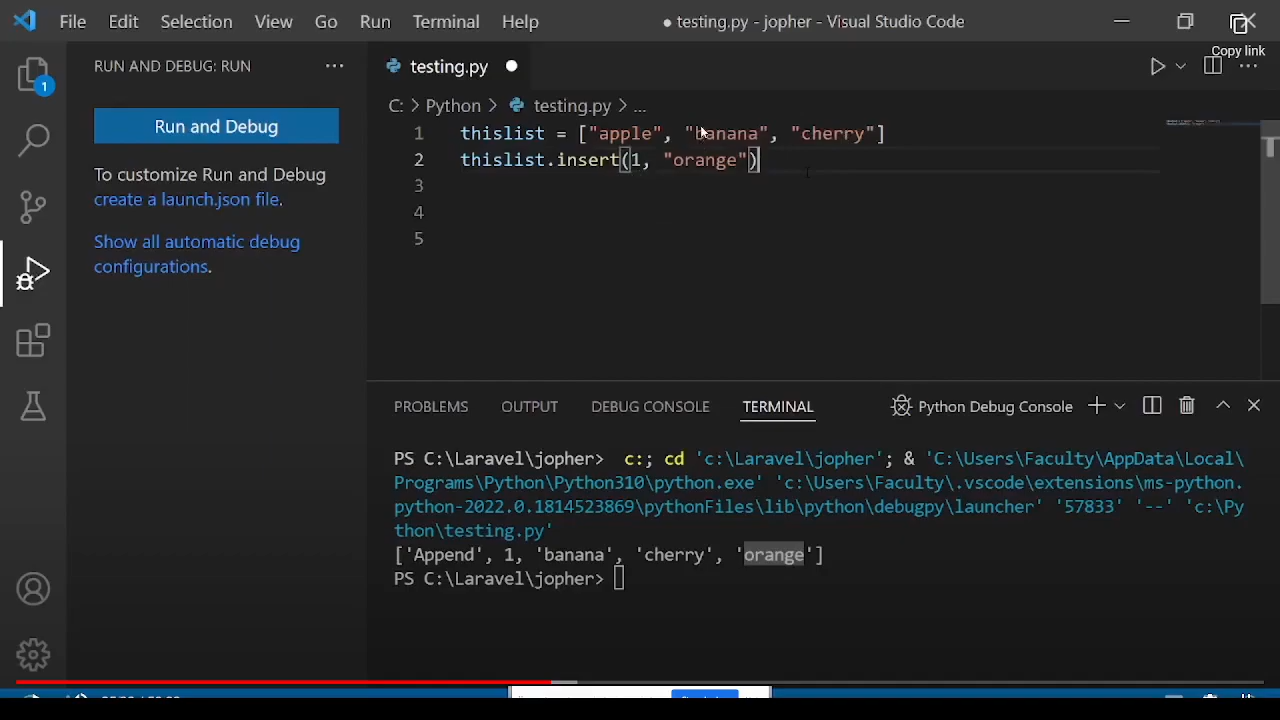 File Edit Selection View Go Run Terminal Help ● testing.py - jopher - Visual Studio Code
Copy link
RUN AND DEBUG: RUN ...
testing.py ●
1
Run and Debug
To customize Run and Debug
create a launch.json file.
Show all automatic debug
configurations.
C: > Python > testing.py > ...
1 thislist = ["apple", "banana", "cherry"]
2 thislist.insert(1, "orange")
3
4
5
PROBLEMS OUTPUT DEBUG CONSOLE TERMINAL Python Debug Console
PS C:\Laravel\jopher> c:; cd 'c:\Laravel\jopher'; & 'C:\Users\Faculty\AppData\Local\
Programs\Python\Python310\python.exe' 'c:\Users\Faculty\.vscode\extensions\ms-python.
python-2022.0.1814523869\pythonFiles\lib\python\debugpy\launcher' '57833' '--' 'c:\Py
thon\testing.py'
['Append', 1, 'banana', 'cherry', 'orange']
PS C:\Laravel\jopher>